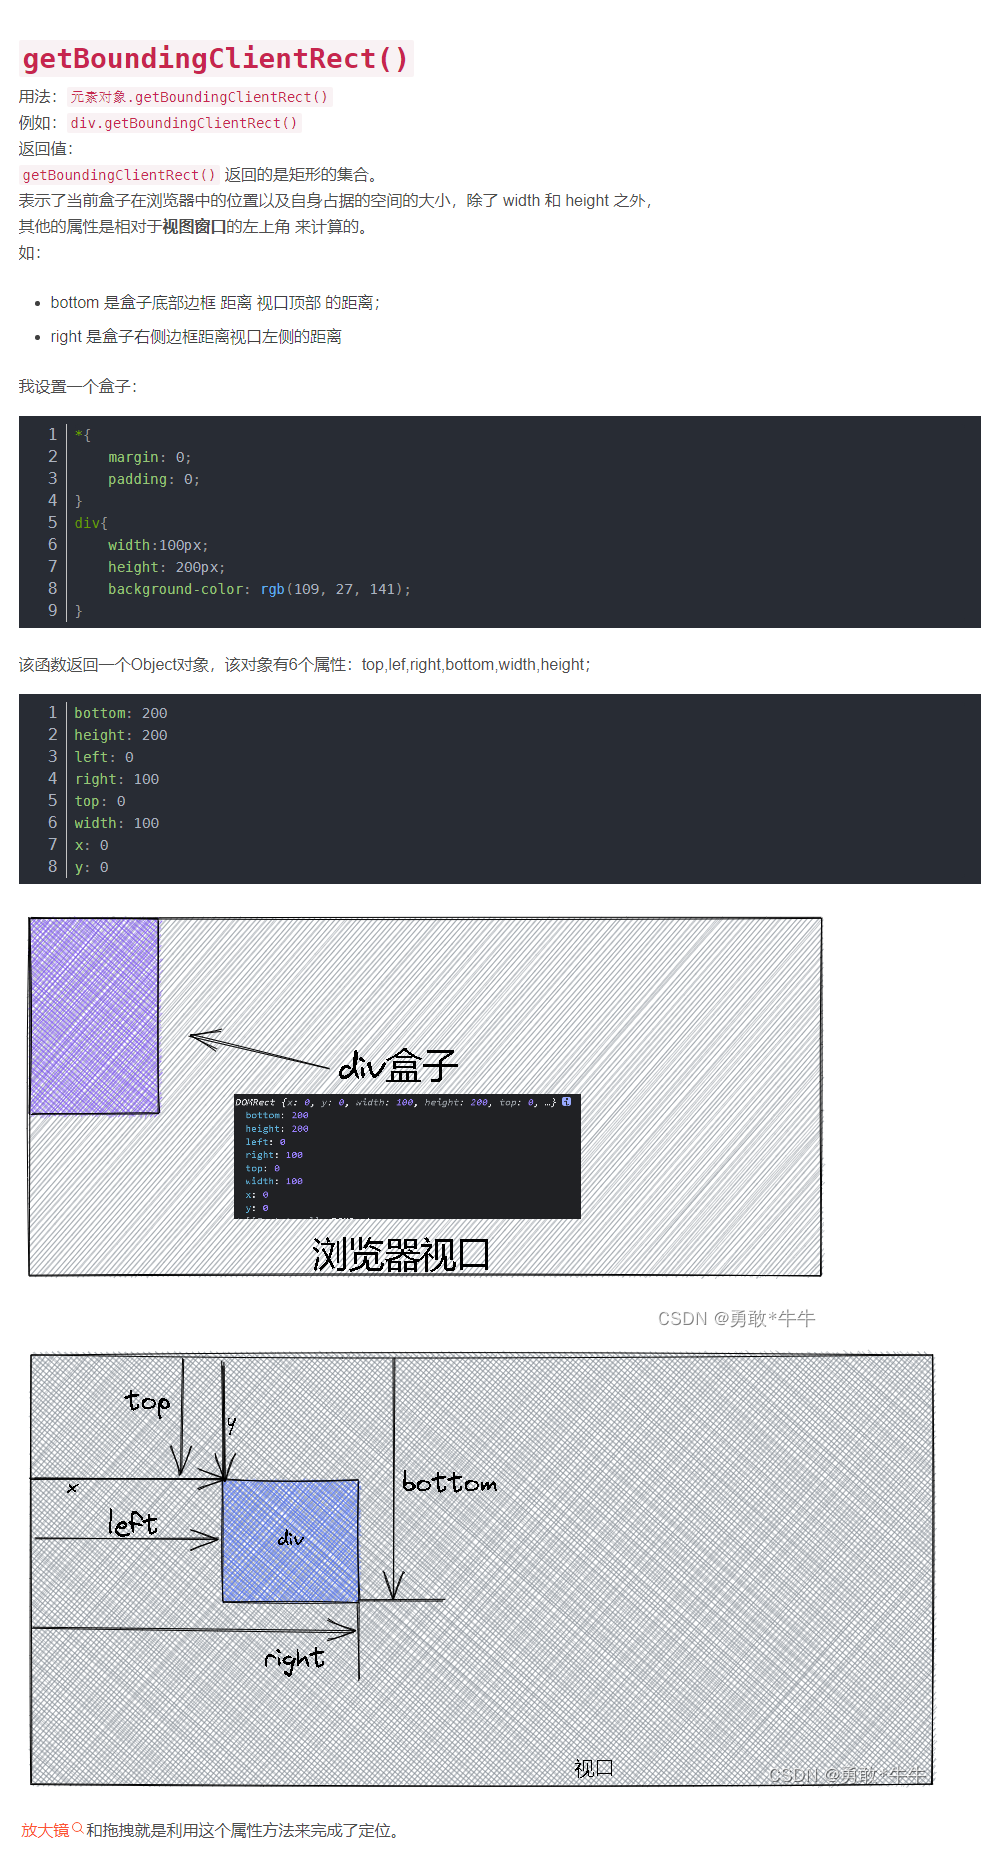 getBoundingClientRect()
用法：元素对象.getBoundingClientRect()
例如：div.getBoundingClientRect()
返回值：
getBoundingClientRect() 返回的是矩形的集合。
表示了当前盒子在浏览器中的位置以及自身占据的空间的大小，除了 width 和 height 之外，
其他的属性是相对于视图窗口的左上角 来计算的。
如：
• bottom 是盒子底部边框 距离 视口顶部 的距离；
• right 是盒子右侧边框距离视口左侧的距离
我设置一个盒子：
1 *{
2 margin: 0;
3 padding: 0;
4 }
5 div{
6 width:100px;
7 height: 200px;
8 background-color: rgb(109, 27, 141);
9 }
该函数返回一个Object对象，该对象有6个属性：top,lef,right,bottom,width,height；
1 bottom: 200
2 height: 200
3 left: 0
4 right: 100
5 top: 0
6 width: 100
7 x: 0
8 y: 0
div盒子
DOMRect {x: 0, y: 0, width: 100, height: 200, top: 0, …} i
bottom: 200
height: 200
left: 0
right: 100
top: 0
width: 100
x: 0
y: 0
浏览器视口
CSDN @勇敢*牛牛
top
y
x
bottom
left
div
right
视口
CSDN @勇敢*牛牛
放大镜和拖拽就是利用这个属性方法来完成了定位。